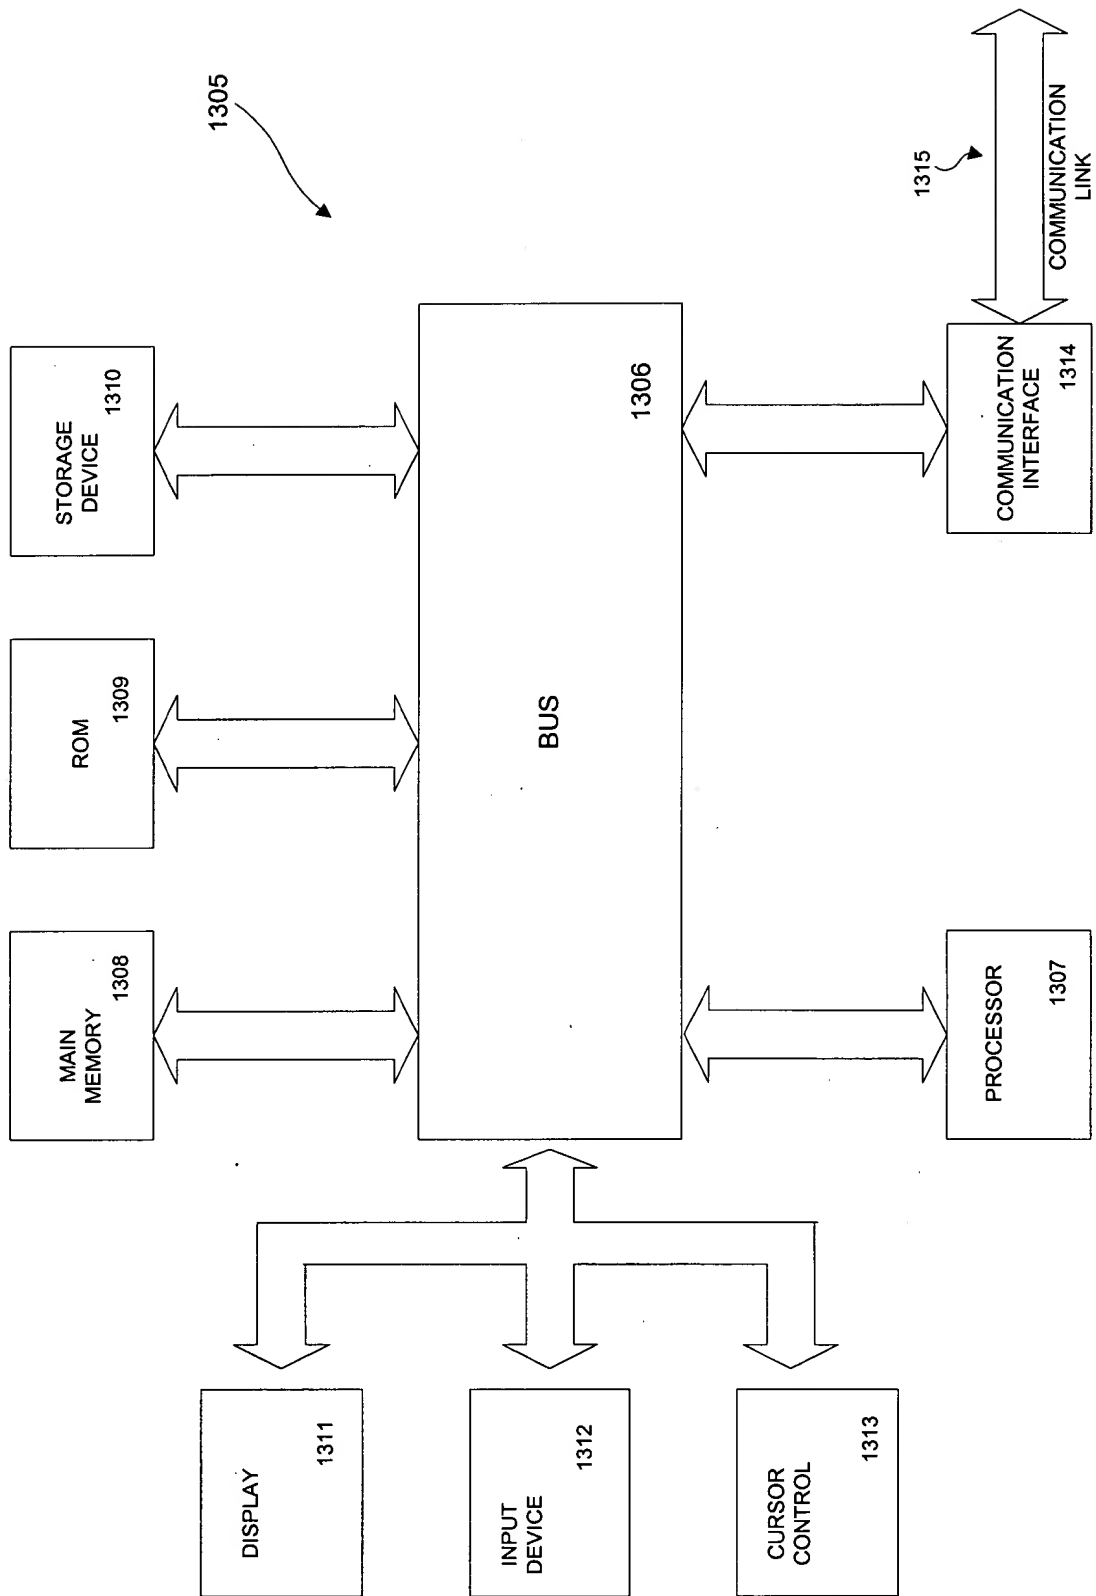 1305
DISPLAY
1311
INPUT
DEVICE
1312
CURSOR
CONTROL
1313
MAIN
MEMORY
1308
ROM
1309
STORAGE
DEVICE
1310
BUS
1306
PROCESSOR
1307
COMMUNICATION
INTERFACE
1314
1315
COMMUNICATION
LINK